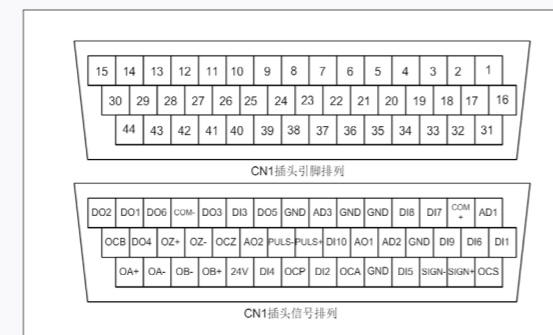 15 14 13 12 11 10 9 8 7 6 5 4 3 2 1
30 29 28 27 26 25 24 23 22 21 20 19 18 17 16
44 43 42 41 40 39 38 37 36 35 34 33 32 31
CN1插头引脚排列
DO2 DO1 DO6 COM- DO3 DI3 DO5 GND AD3 GND GND DI8 DI7 COM+ AD1
OCB DO4 OZ+ OZ- OCZ AO2 PULS- PULS+ DI10 AO1 AD2 GND DI9 DI6 DI1
OA+ OA- OB- OB+ 24V DI4 OCP DI2 OCA GND DI5 SIGN- SIGN+ OCS
CN1插头信号排列